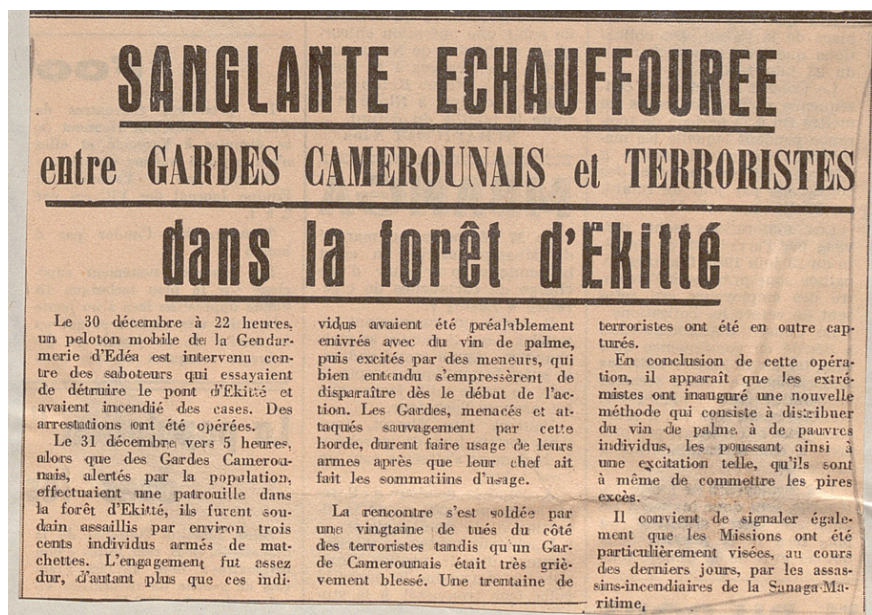 SANGLANTE ECHAUFFOUREE
entre GARDES CAMEROUNAIS et TERRORISTES
dans la forêt d'Ekitté
Le 30 décembre à 22 heures,
un peloton mobile de la Gendar-
merie d'Edéa est intervenu con-
tre des saboteurs qui essayaient
de détruire le pont d'Ekitté et
avaient incendié des cases. Des
arrestations ont été opérées.
Le 31 décembre vers 5 heures,
alors que des Gardes Camerou-
nais, alertés par la population,
effectuaient une patrouille dans
la forêt d'Ekitté, ils furent sou-
dain assaillis par environ trois
cents individus armés de mat-
chettes. L'engagement fut assez
dur, d'autant plus que ces indi-
vidus avaient été préalablement
enivrés avec du vin de palme,
puis excités par des meneurs, qui
bien entendu s'empressèrent de
disparaître dès le début de l'ac-
tion. Les Gardes, menacés et at-
taqués sauvagement par cette
horde, durent faire usage de leurs
armes après que leur chef ait
fait les sommatiins d'usage.
La rencontre s'est soldée par
une vingtaine de tués du côté
des terroristes tandis qu'un Gar-
de Camerounais était très griè-
vement blessé. Une trentaine de
terroristes ont été en outre cap-
turés.
En conclusion de cette opéra-
tion, il apparaît que les extré-
mistes ont inauguré une nouvelle
méthode qui consiste à distribuer
du vin de palme à de pauvres
individus, les poussant ainsi à
une excitation telle, qu'ils sont
à même de commettre les pires
excès.
Il convient de signaler égale-
ment que les Missions ont été
particulièrement visées, au cours
des derniers jours, par les assas-
sins-incendiaires de la Sanaga-Ma-
ritime,